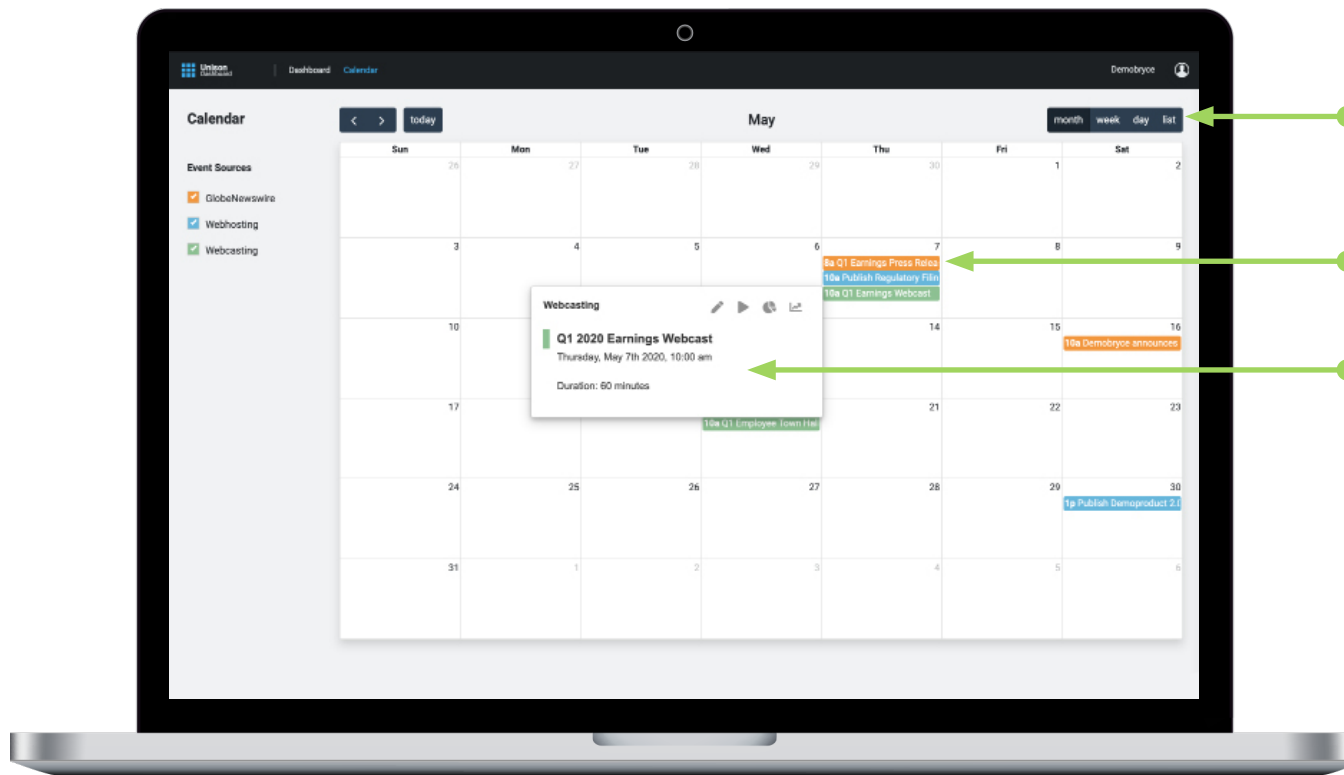 Unison
Dashboard
Dashboard Calendar
Demobryce
Calendar
today
May
month week day list
Sun Mon Tue Wed Thu Fri Sat
26 27 28 29 30 1 2
Event Sources
GlobeNewswire
Webhosting
Webcasting
3 4 5 6 7 8 9
8a Q1 Earnings Press Relea
10a Publish Regulatory Filin
10a Q1 Earnings Webcast
Webcasting
Q1 2020 Earnings Webcast
Thursday, May 7th 2020, 10:00 am
Duration: 60 minutes
10 14 15 16
10a Demobryce announces
17 21 22 23
10a Q1 Employee Town Hal
24 25 26 27 28 29 30
1p Publish Demoproduct 2.0
31 1 2 3 4 5 6